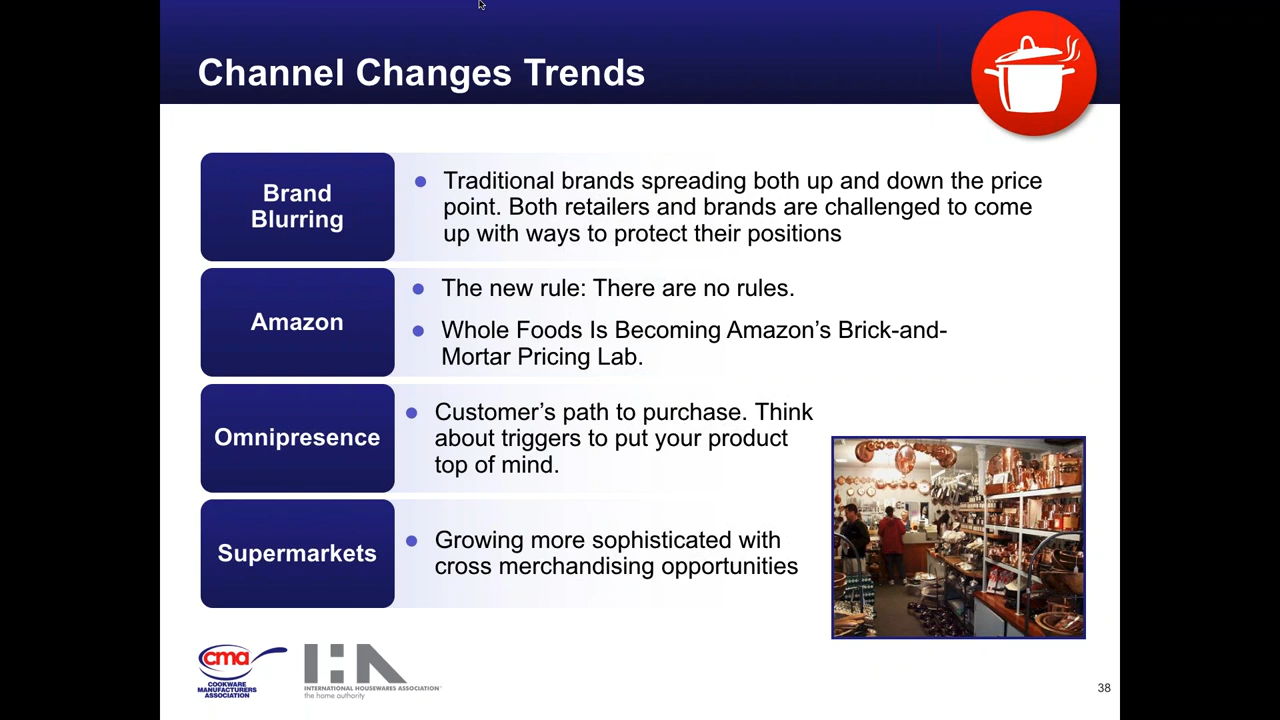 Channel Changes Trends
Brand
Blurring
Traditional brands spreading both up and down the price
point. Both retailers and brands are challenged to come
up with ways to protect their positions
Amazon
The new rule: There are no rules.
Whole Foods Is Becoming Amazon’s Brick-and-
Mortar Pricing Lab.
Omnipresence
Customer’s path to purchase. Think
about triggers to put your product
top of mind.
Supermarkets
Growing more sophisticated with
cross merchandising opportunities
cma
COOKWARE
MANUFACTURERS
ASSOCIATION
IHA
INTERNATIONAL HOUSEWARES ASSOCIATION
the home authority
38